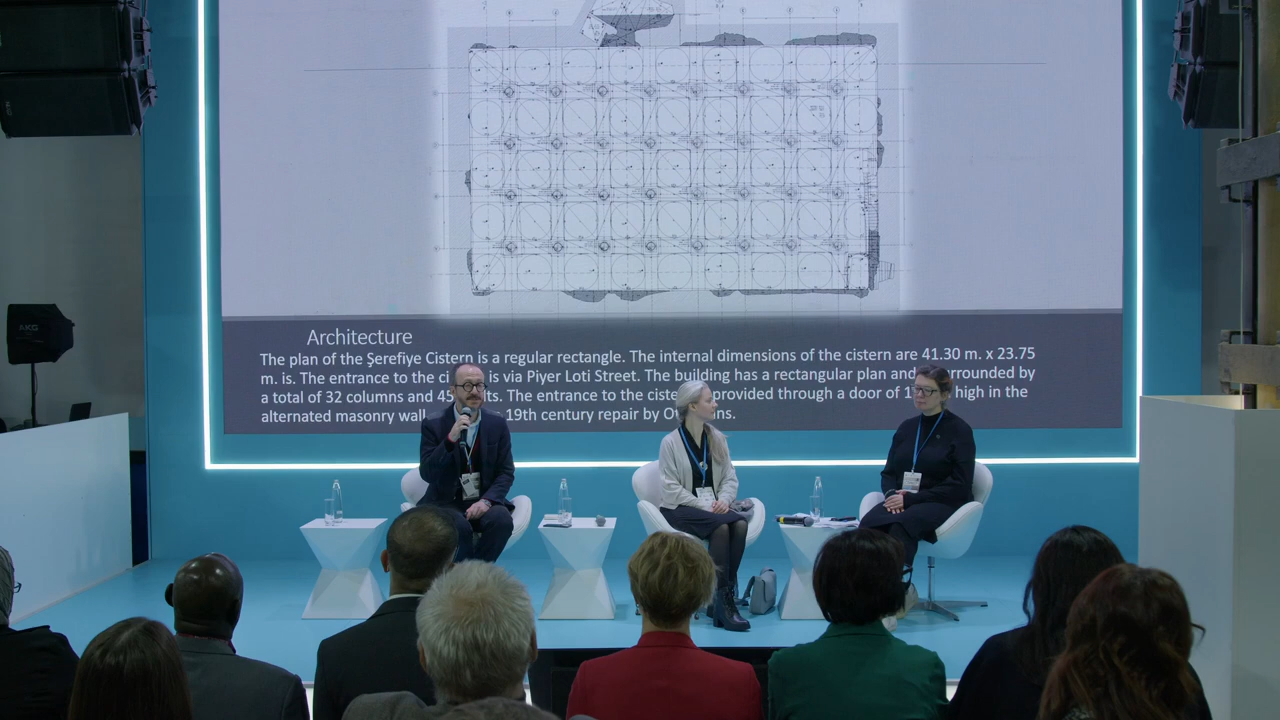 Architecture
The plan of the Şerefiye Cistern is a regular rectangle. The internal dimensions of the cistern are 41.30 m. x 23.75
m. is. The entrance to the is via Piyer Loti Street. The building has a rectangular plan and surrounded by
a total of 32 columns and The entrance to the provided through a door of high in the
alternated masonry wall 19th century repair by
AKG